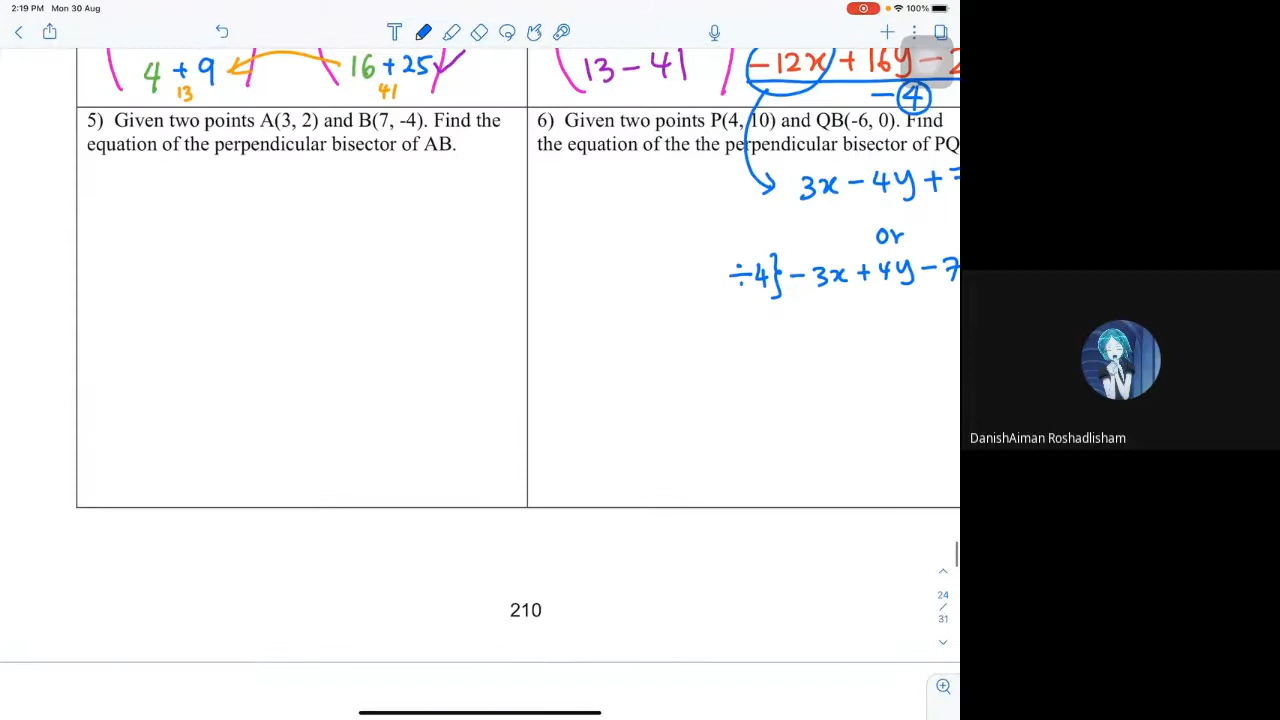 2:19 PM Mon 30 Aug
100%
4 + 9
13
16 + 25
41
13 - 41
-12x + 16y -
- 4
5) Given two points A(3, 2) and B(7, -4). Find the
equation of the perpendicular bisector of AB.
6) Given two points P(4, 10) and QB(-6, 0). Find
the equation of the the perpendicular bisector of PQ
3x - 4y +
or
÷4} - 3x + 4y - 7
DanishAiman Roshadlisham
210
24
/
31